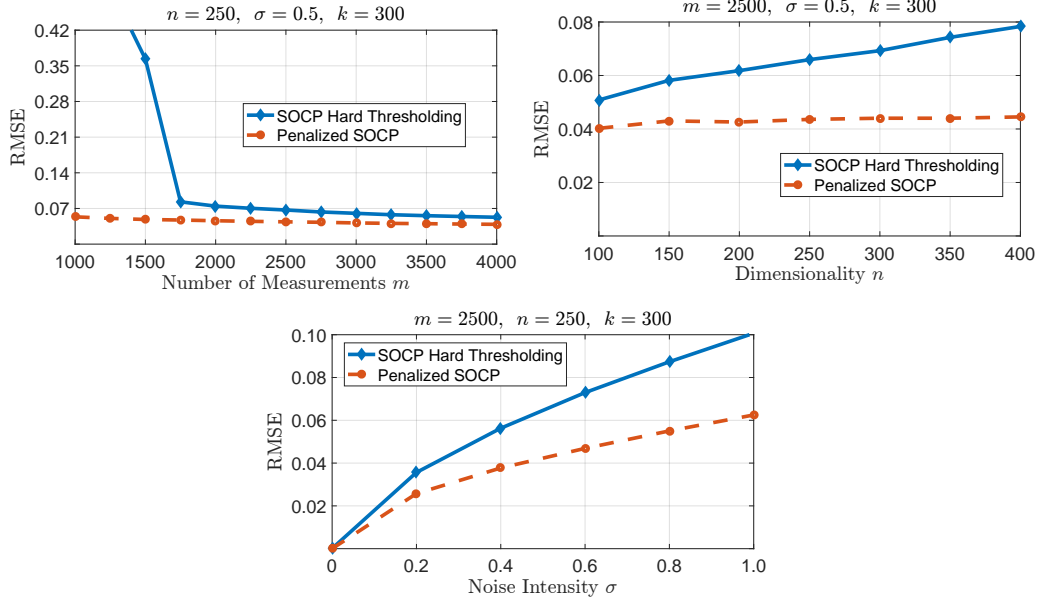 n = 250, σ = 0.5, k = 300
0.42
0.35
0.28
0.21
0.14
0.07
RMSE
SOCP Hard Thresholding
Penalized SOCP
1000 1500 2000 2500 3000 3500 4000
Number of Measurements m
m = 2500, σ = 0.5, k = 300
0.08
0.06
0.04
0.02
RMSE
SOCP Hard Thresholding
Penalized SOCP
100 150 200 250 300 350 400
Dimensionality n
m = 2500, n = 250, k = 300
0.10
0.08
0.06
0.04
0.02
RMSE
SOCP Hard Thresholding
Penalized SOCP
0 0.2 0.4 0.6 0.8 1.0
Noise Intensity σ